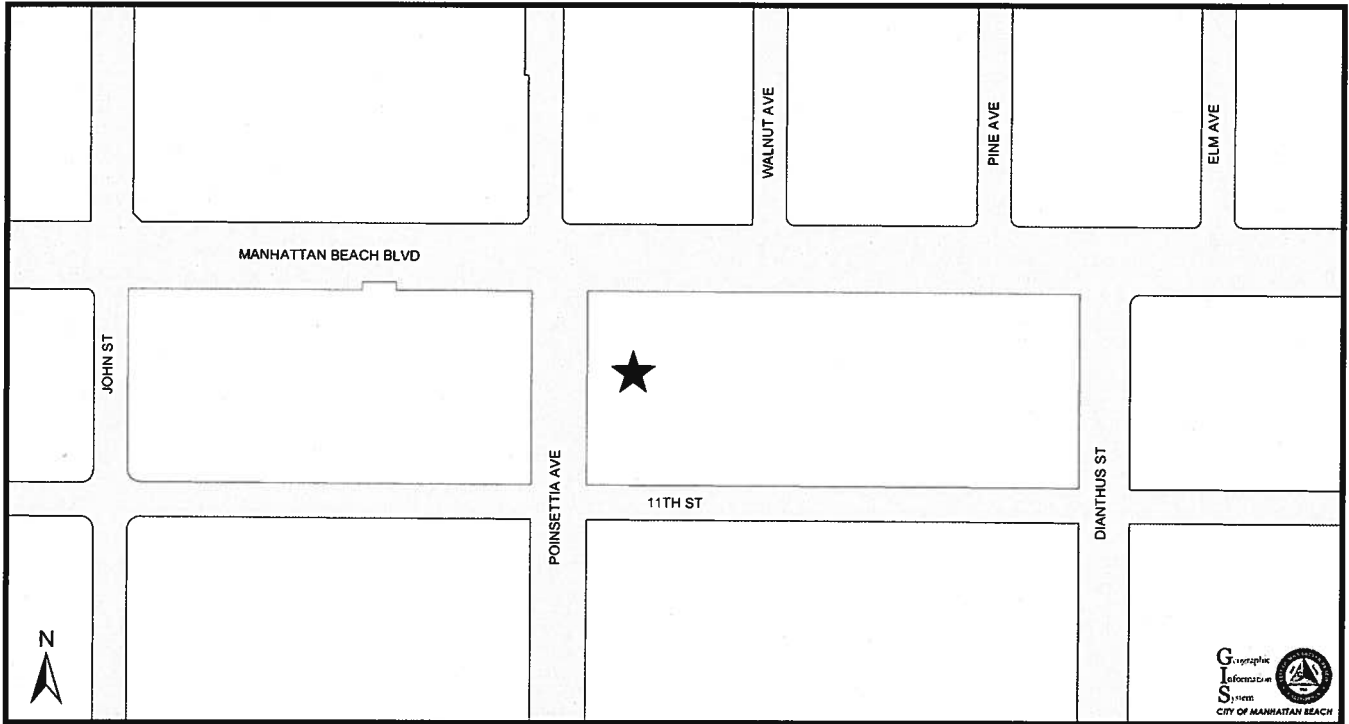 WALNUT AVE
PINE AVE
ELM AVE
MANHATTAN BEACH BLVD
JOHN ST
POINSETTIA AVE
11TH ST
DIANTHUS ST
N
Geographic
Information
System
CITY OF MANHATTAN BEACH